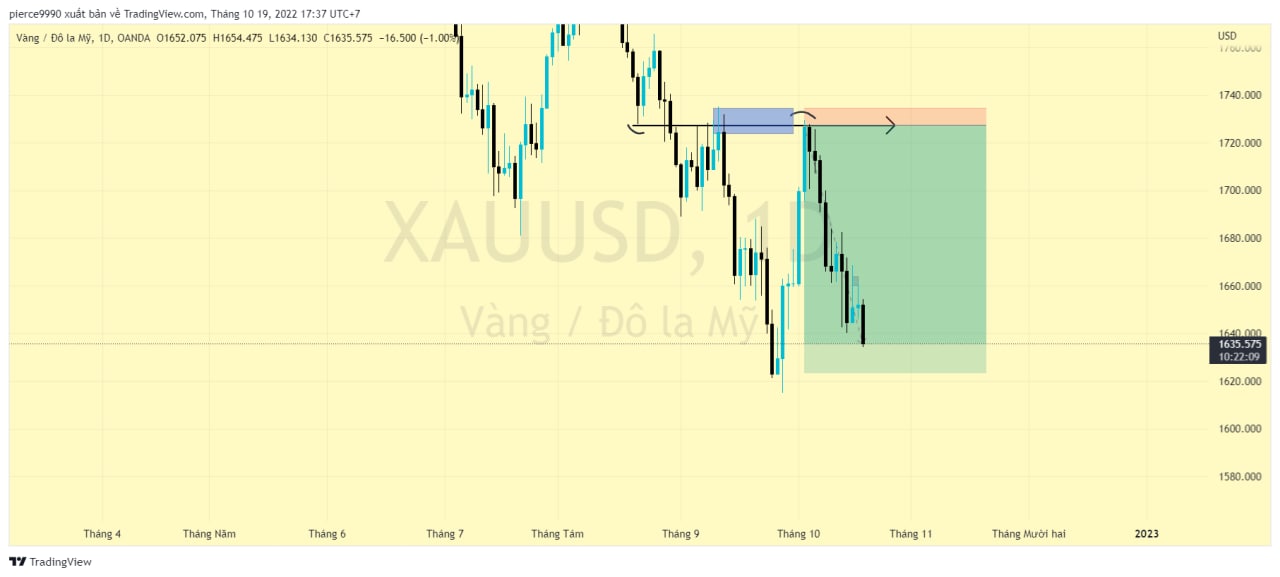 pierce9990 xuất bản về TradingView.com, Tháng 10 19, 2022 17:37 UTC+7
Vàng / Đô la Mỹ, 1D, OANDA O1652.075 H1654.475 L1634.130 C1635.575 −16.500 (−1.00%)
USD
1760.000
1740.000
1720.000
1700.000
1680.000
1660.000
1640.000
1635.575
10:22:09
1620.000
1600.000
1580.000
XAUUSD, 1D
Vàng / Đô la Mỹ
Tháng 4 Tháng Năm Tháng 6 Tháng 7 Tháng Tám Tháng 9 Tháng 10 Tháng 11 Tháng Mười hai 2023
TradingView